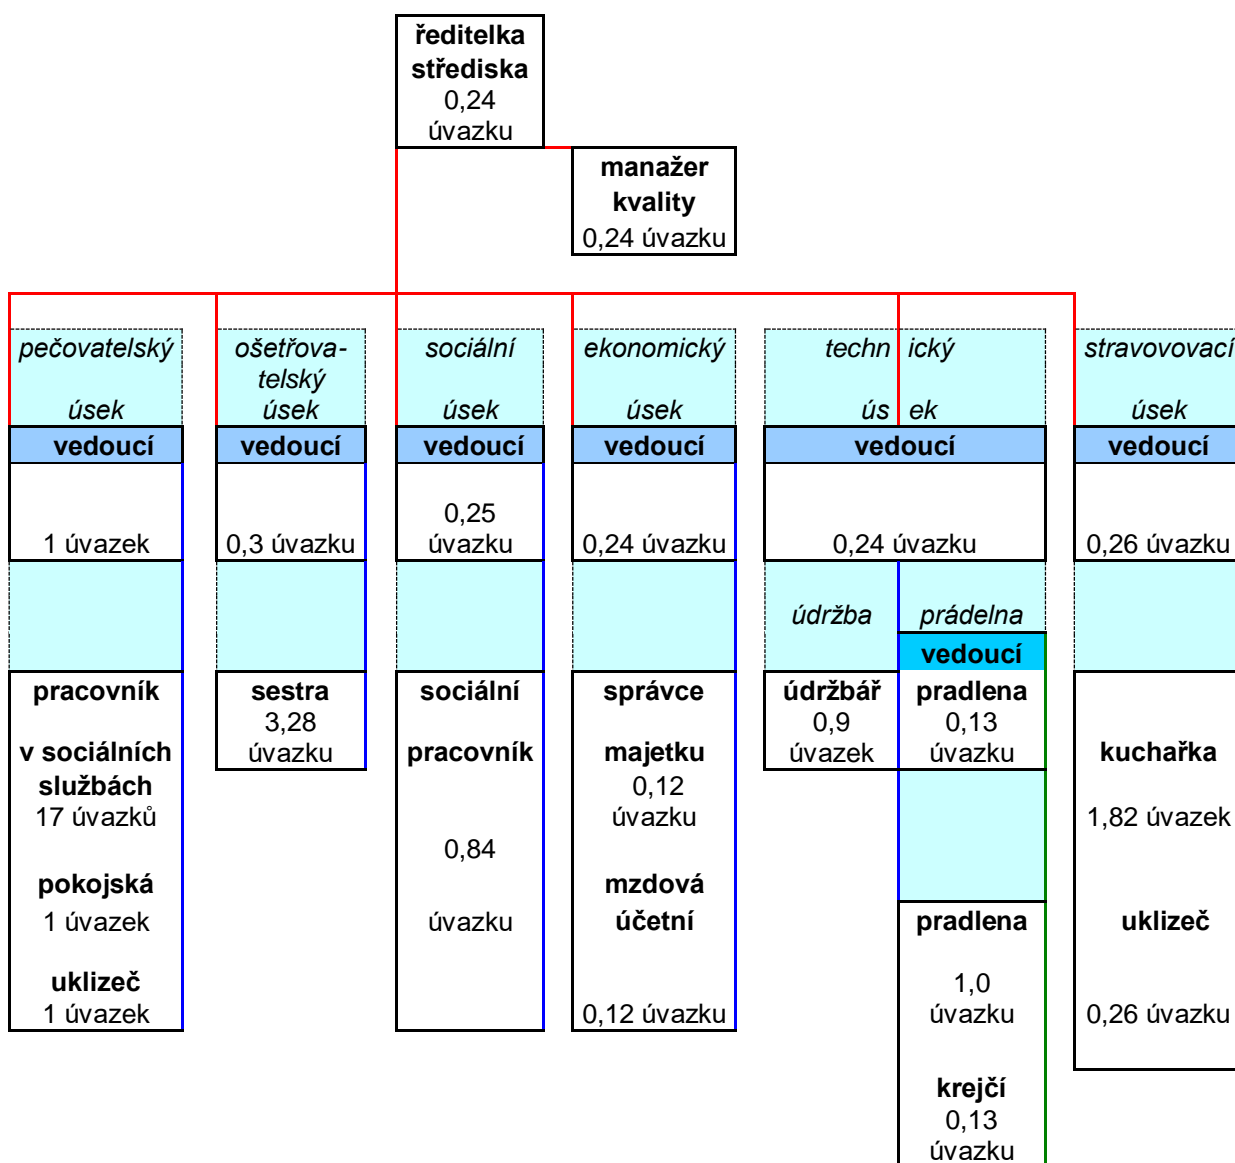 ředitelka
střediska
0,24
úvazku
manažer
kvality
0,24 úvazku
pečovatelský
úsek
vedoucí
1 úvazek
pracovník
v sociálních
službách
17 úvazků
pokojská
1 úvazek
uklizeč
1 úvazek
ošetřova-
telský
úsek
vedoucí
0,3 úvazku
sestra
3,28
úvazku
sociální
úsek
vedoucí
0,25
úvazku
sociální
pracovník
0,84
úvazku
ekonomický
úsek
vedoucí
0,24 úvazku
správce
majetku
0,12
úvazku
mzdová
účetní
0,12 úvazku
techn ický
ús ek
vedoucí
0,24 úvazku
údržba
údržbář
0,9
úvazek
prádelna
vedoucí
pradlena
0,13
úvazku
pradlena
1,0
úvazku
krejčí
0,13
úvazku
stravovovací
úsek
vedoucí
0,26 úvazku
kuchařka
1,82 úvazek
uklizeč
0,26 úvazku